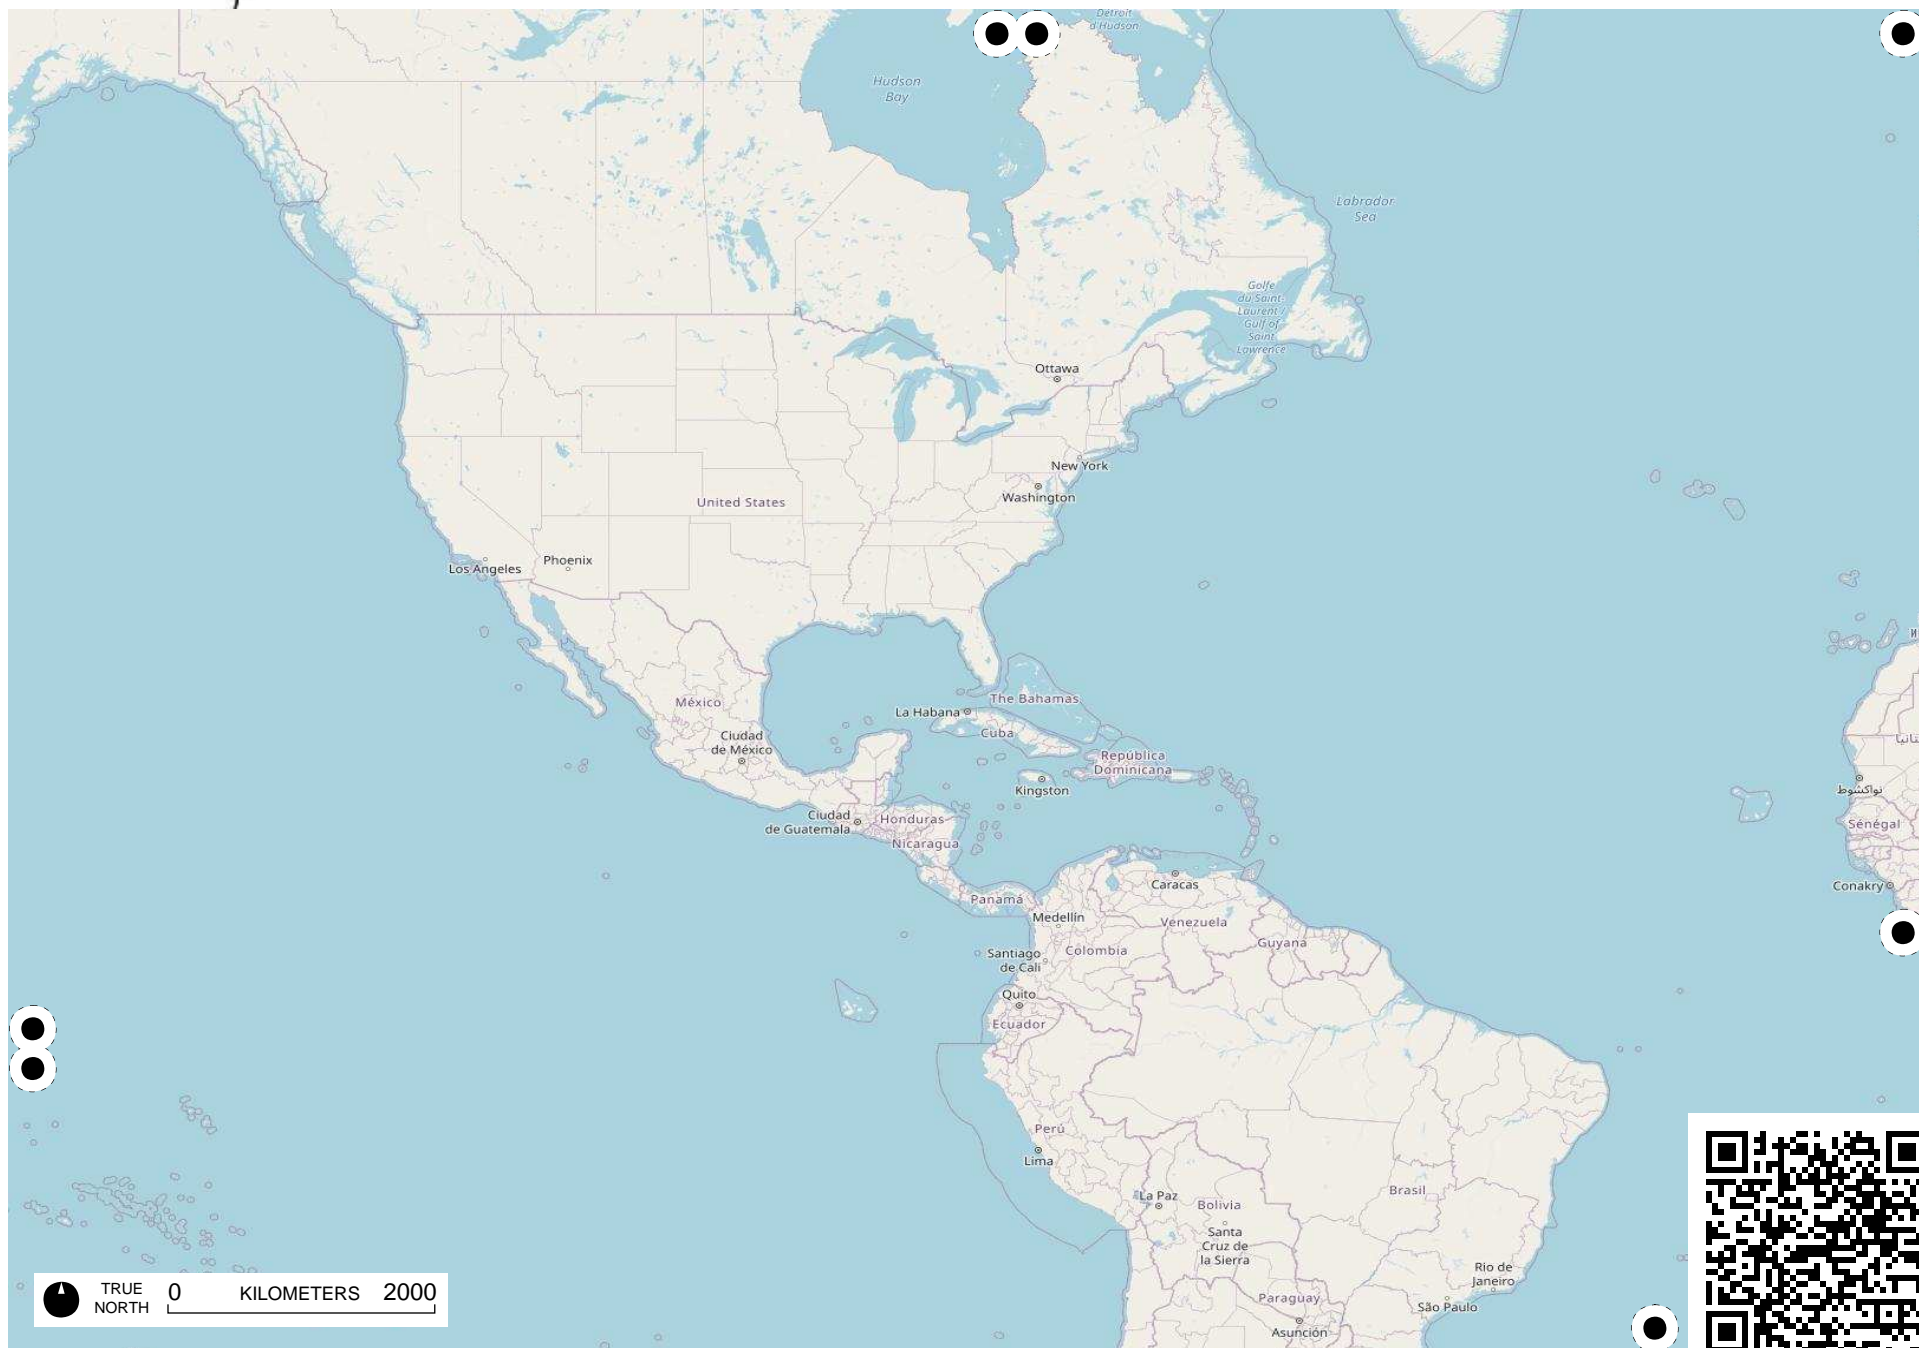 Détroit
d'Hudson
Hudson
Bay
Labrador
Sea
Golfe
du Saint-
Laurent /
Gulf of
Saint
Lawrence
Ottawa
New York
Washington
United States
Los Angeles
Phoenix
México
Ciudad
de México
La Habana
The Bahamas
Cuba
República
Dominicana
Kingston
Ciudad
de Guatemala
Honduras
Nicaragua
نواكشوط
Sénégal
Conakry
Panamá
Caracas
Medellín
Venezuela
Guyana
Colombia
Santiago
de Cali
Quito
Ecuador
Perú
Lima
La Paz
Bolivia
Brasil
Santa
Cruz de
la Sierra
Rio de
Janeiro
São Paulo
Paraguay
Asunción
TRUE
NORTH
0 KILOMETERS 2000